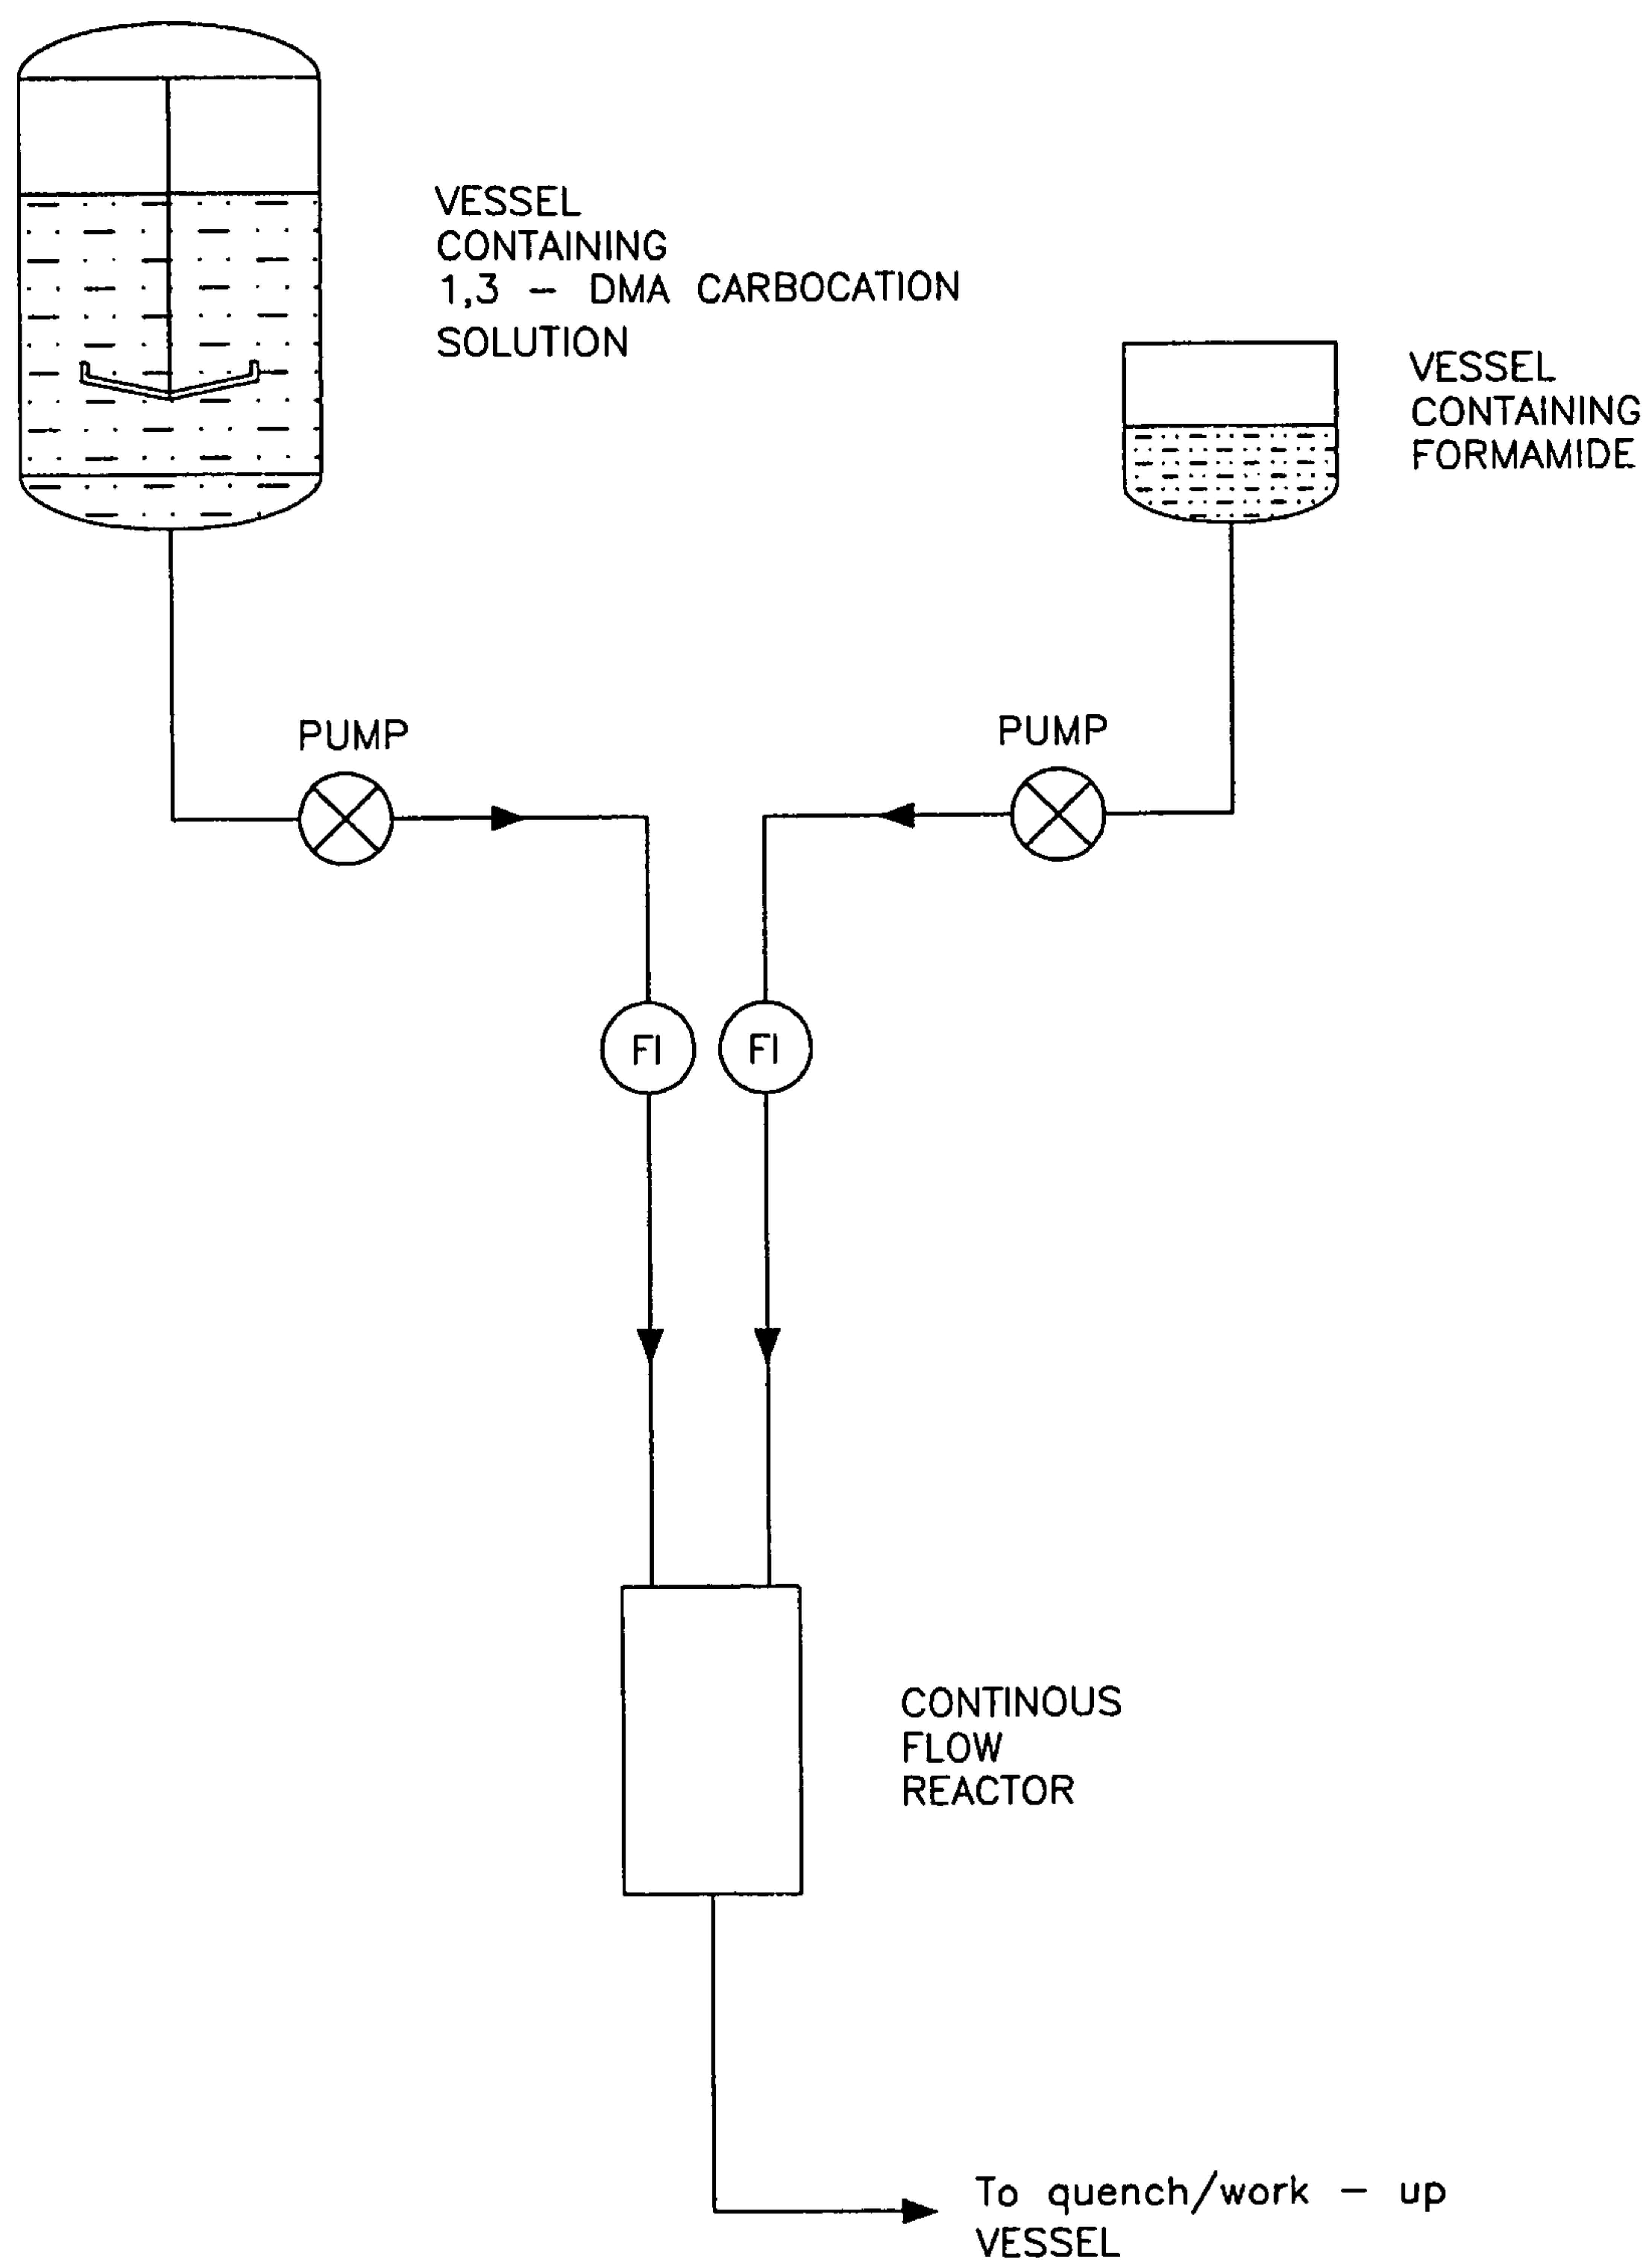 VESSEL
CONTAINING
1,3 – DMA CARBOCATION
SOLUTION
VESSEL
CONTAINING
FORMAMIDE
PUMP
PUMP
FI
FI
CONTINOUS
FLOW
REACTOR
To quench/work – up
VESSEL